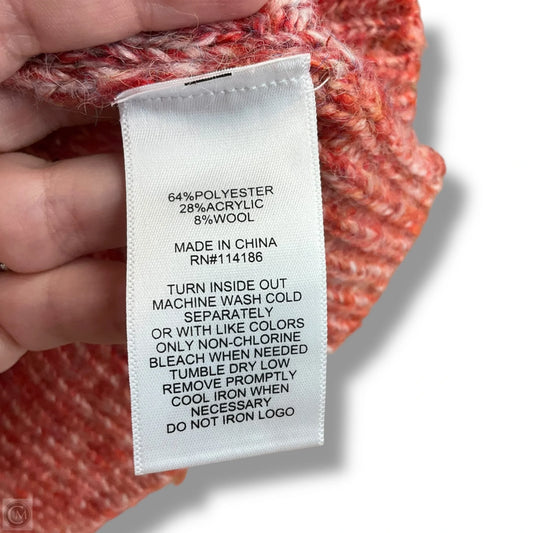 64%POLYESTER
28%ACRYLIC
8%WOOL
MADE IN CHINA
RN#114186
TURN INSIDE OUT
MACHINE WASH COLD
SEPARATELY
OR WITH LIKE COLORS
ONLY NON-CHLORINE
BLEACH WHEN NEEDED
TUMBLE DRY LOW
REMOVE PROMPTLY
COOL IRON WHEN
NECESSARY
DO NOT IRON LOGO